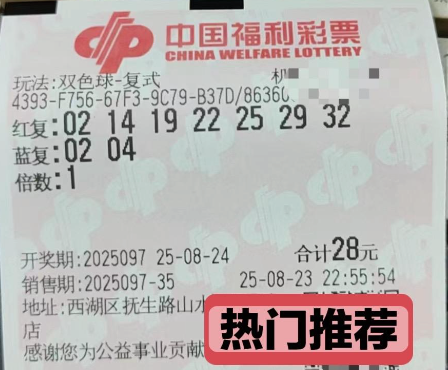 中国福利彩票
CHINA WELFARE LOTTERY
玩法:双色球-复式 机
4393-F756-67F3-9C79-B37D/86360
红复:02 14 19 22 25 29 32
蓝复:02 04
倍数:1
开奖期:2025097 25-08-24 合计28元
销售期:2025097-35 25-08-23 22:55:54
地址:西湖区抚生路山水
店
感谢您为公益事业贡献
热门推荐